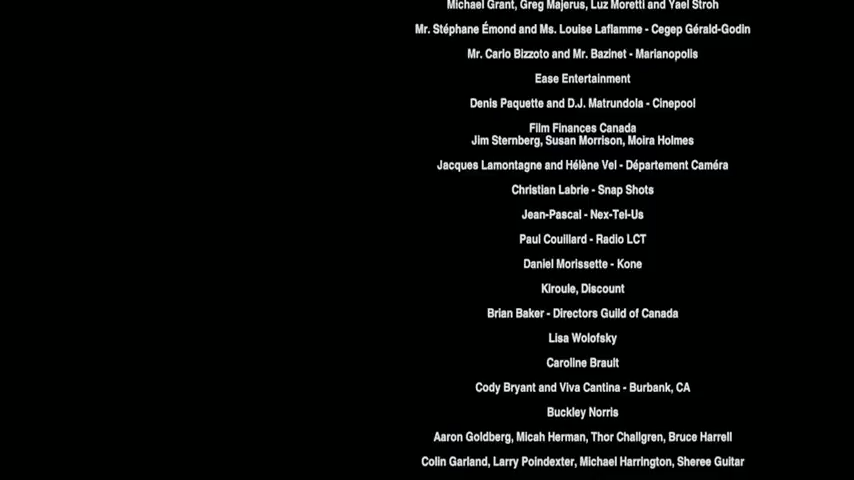 Michael Grant, Greg Majerus, Luz Moretti and Yael Stroh
Mr. Stéphane Émond and Ms. Louise Laflamme - Cegep Gérald-Godin
Mr. Carlo Bizzoto and Mr. Bazinet - Marianopolis
Ease Entertainment
Denis Paquette and D.J. Matrundola - Cinepool
Film Finances Canada
Jim Sternberg, Susan Morrison, Moira Holmes
Jacques Lamontagne and Hélène Vel - Département Caméra
Christian Labrie - Snap Shots
Jean-Pascal - Nex-Tel-Us
Paul Couillard - Radio LCT
Daniel Morissette - Kone
Kiroule, Discount
Brian Baker - Directors Guild of Canada
Lisa Wolofsky
Caroline Brault
Cody Bryant and Viva Cantina - Burbank, CA
Buckley Norris
Aaron Goldberg, Micah Herman, Thor Challgren, Bruce Harrell
Colin Garland, Larry Poindexter, Michael Harrington, Sheree Guitar